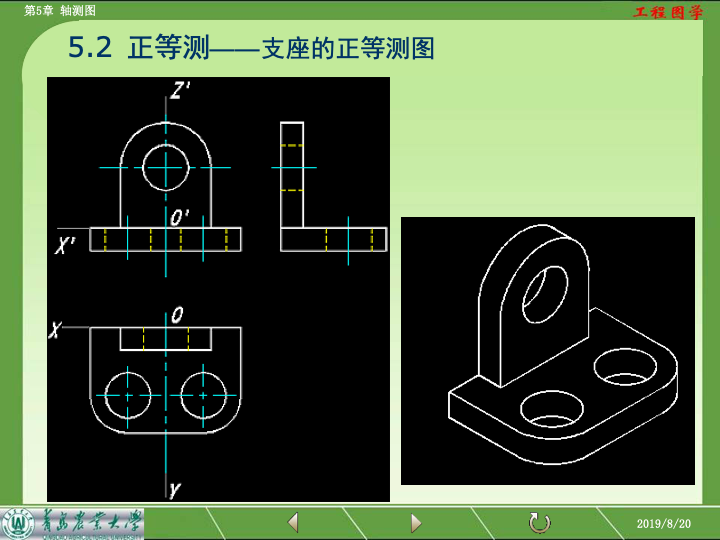 第5章 轴测图
工程图学
5.2 正等测——支座的正等测图
Z'
O'
X'
X
O
Y
青岛农业大学
2019/8/20